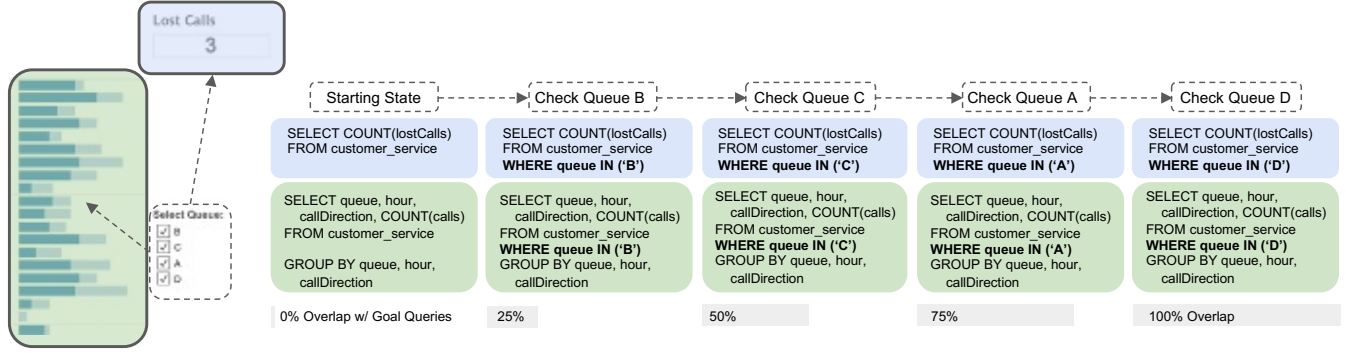 Lost Calls
3
Select Queue:
B
C
A
D
Starting State
Check Queue B
Check Queue C
Check Queue A
Check Queue D
SELECT COUNT(lostCalls)
FROM customer_service
SELECT COUNT(lostCalls)
FROM customer_service
WHERE queue IN (‘B’)
SELECT COUNT(lostCalls)
FROM customer_service
WHERE queue IN (‘C’)
SELECT COUNT(lostCalls)
FROM customer_service
WHERE queue IN (‘A’)
SELECT COUNT(lostCalls)
FROM customer_service
WHERE queue IN (‘D’)
SELECT queue, hour,
callDirection, COUNT(calls)
FROM customer_service
GROUP BY queue, hour,
callDirection
SELECT queue, hour,
callDirection, COUNT(calls)
FROM customer_service
WHERE queue IN (‘B’)
GROUP BY queue, hour,
callDirection
SELECT queue, hour,
callDirection, COUNT(calls)
FROM customer_service
WHERE queue IN (‘C’)
GROUP BY queue, hour,
callDirection
SELECT queue, hour,
callDirection, COUNT(calls)
FROM customer_service
WHERE queue IN (‘A’)
GROUP BY queue, hour,
callDirection
SELECT queue, hour,
callDirection, COUNT(calls)
FROM customer_service
WHERE queue IN (‘D’)
GROUP BY queue, hour,
callDirection
0% Overlap w/ Goal Queries
25%
50%
75%
100% Overlap